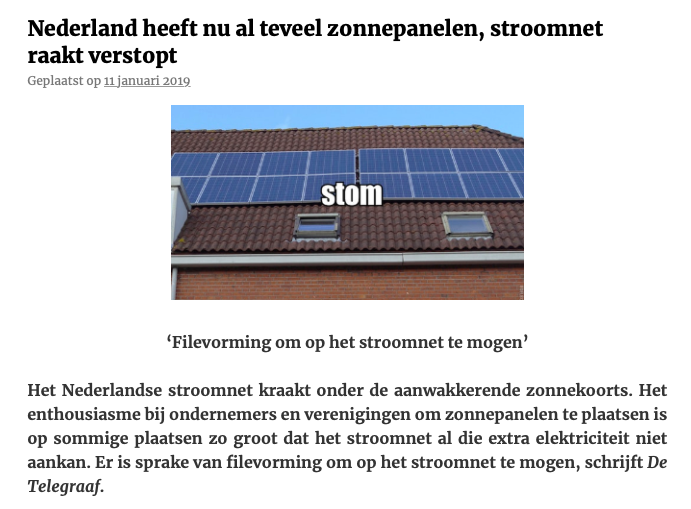 Nederland heeft nu al teveel zonnepanelen, stroomnet
raakt verstopt
Geplaatst op 11 januari 2019
stom
‘Filevorming om op het stroomnet te mogen’
Het Nederlandse stroomnet kraakt onder de aanwakkerende zonnekoorts. Het
enthousiasme bij ondernemers en verenigingen om zonnepanelen te plaatsen is
op sommige plaatsen zo groot dat het stroomnet al die extra elektriciteit niet
aankan. Er is sprake van filevorming om op het stroomnet te mogen, schrijft De
Telegraaf.